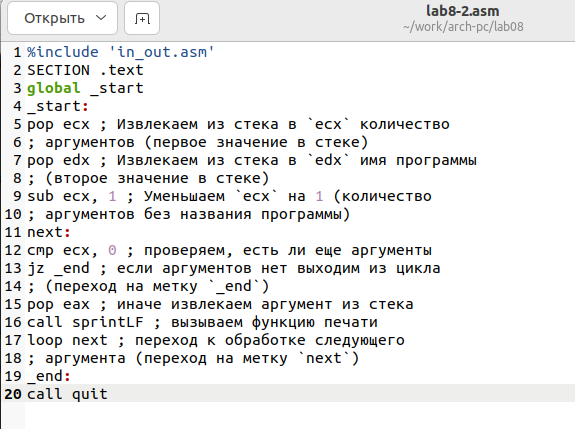 Открыть
lab8-2.asm
~/work/arch-pc/lab08
1 %include 'in_out.asm'
2 SECTION .text
3 global _start
4 _start:
5 pop ecx ; Извлекаем из стека в `ecx` количество
6 ; аргументов (первое значение в стеке)
7 pop edx ; Извлекаем из стека в `edx` имя программы
8 ; (второе значение в стеке)
9 sub ecx, 1 ; Уменьшаем `ecx` на 1 (количество
10 ; аргументов без названия программы)
11 next:
12 cmp ecx, 0 ; проверяем, есть ли еще аргументы
13 jz _end ; если аргументов нет выходим из цикла
14 ; (переход на метку `_end`)
15 pop eax ; иначе извлекаем аргумент из стека
16 call sprintLF ; вызываем функцию печати
17 loop next ; переход к обработке следующего
18 ; аргумента (переход на метку `next`)
19 _end:
20 call quit